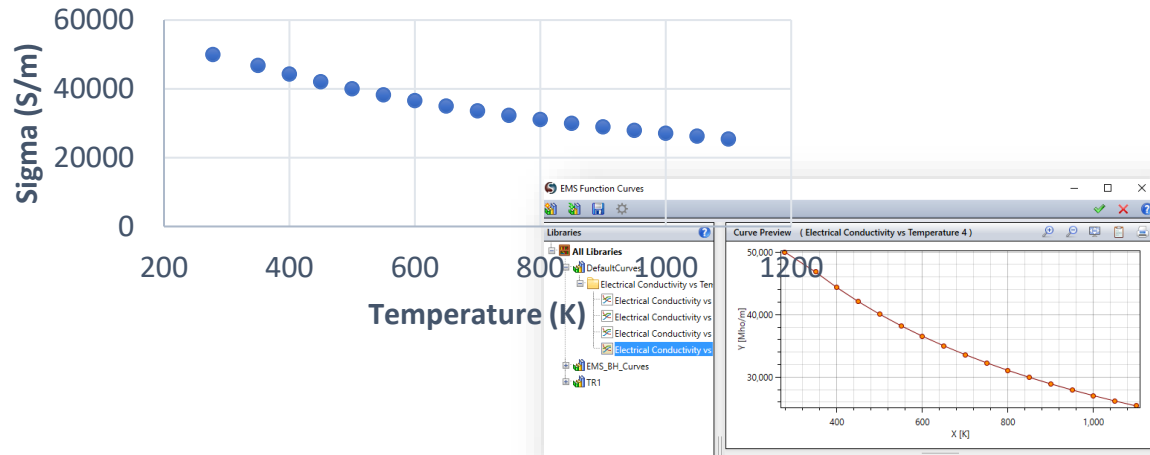 60000
40000
20000
0
Sigma (S/m)
200
400
600
800
1000
1200
Temperature (K)
EMS Function Curves
Libraries
All Libraries
DefaultCurves
Electrical Conductivity vs Tem
Electrical Conductivity vs
Electrical Conductivity vs
Electrical Conductivity vs
Electrical Conductivity vs
EMS_BH_Curves
TR1
Curve Preview ( Electrical Conductivity vs Temperature 4 )
50,000
40,000
30,000
Y [Mho/m]
400
600
800
1,000
X [K]